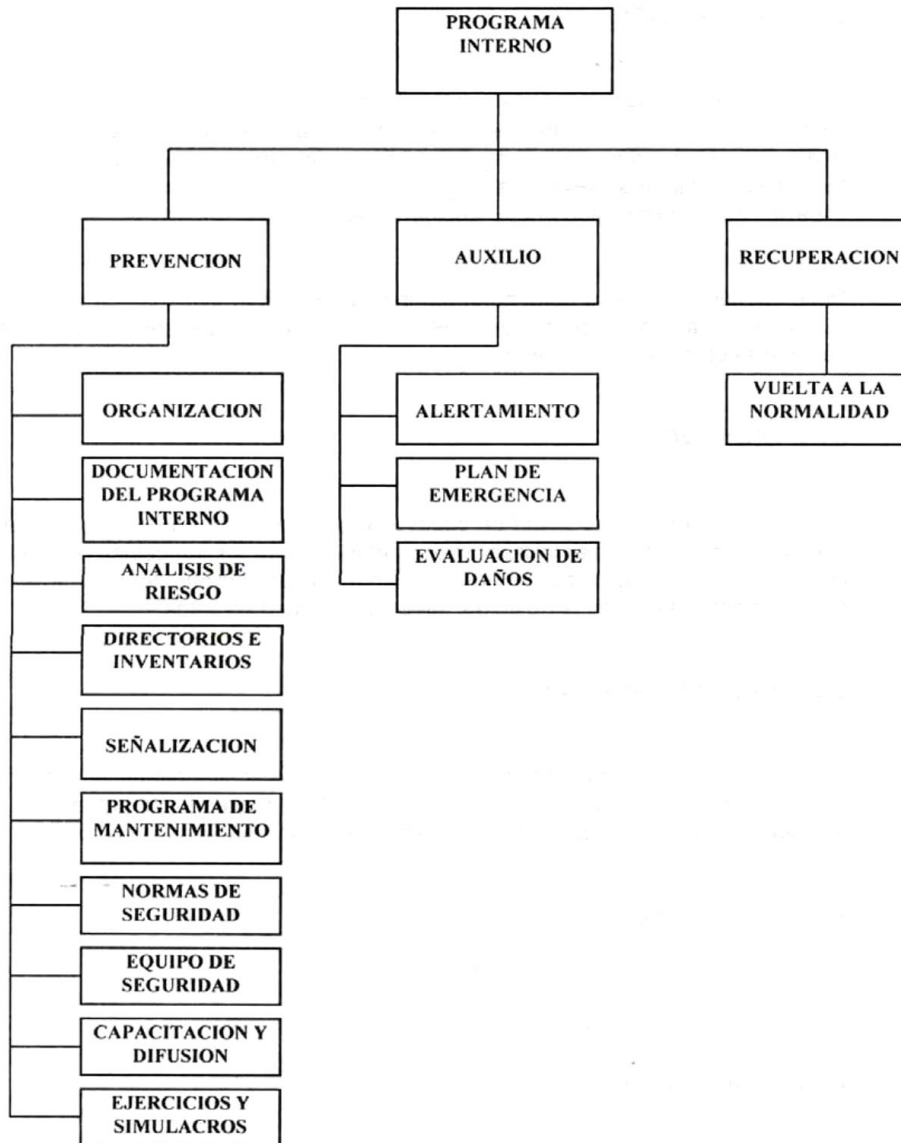 PROGRAMA
INTERNO
PREVENCION
AUXILIO
RECUPERACION
ORGANIZACION
DOCUMENTACION
DEL PROGRAMA
INTERNO
ANALISIS DE
RIESGO
DIRECTORIOS E
INVENTARIOS
SEÑALIZACION
PROGRAMA DE
MANTENIMIENTO
NORMAS DE
SEGURIDAD
EQUIPO DE
SEGURIDAD
CAPACITACION Y
DIFUSION
EJERCICIOS Y
SIMULACROS
ALERTAMIENTO
PLAN DE
EMERGENCIA
EVALUACION DE
DAÑOS
VUELTA A LA
NORMALIDAD